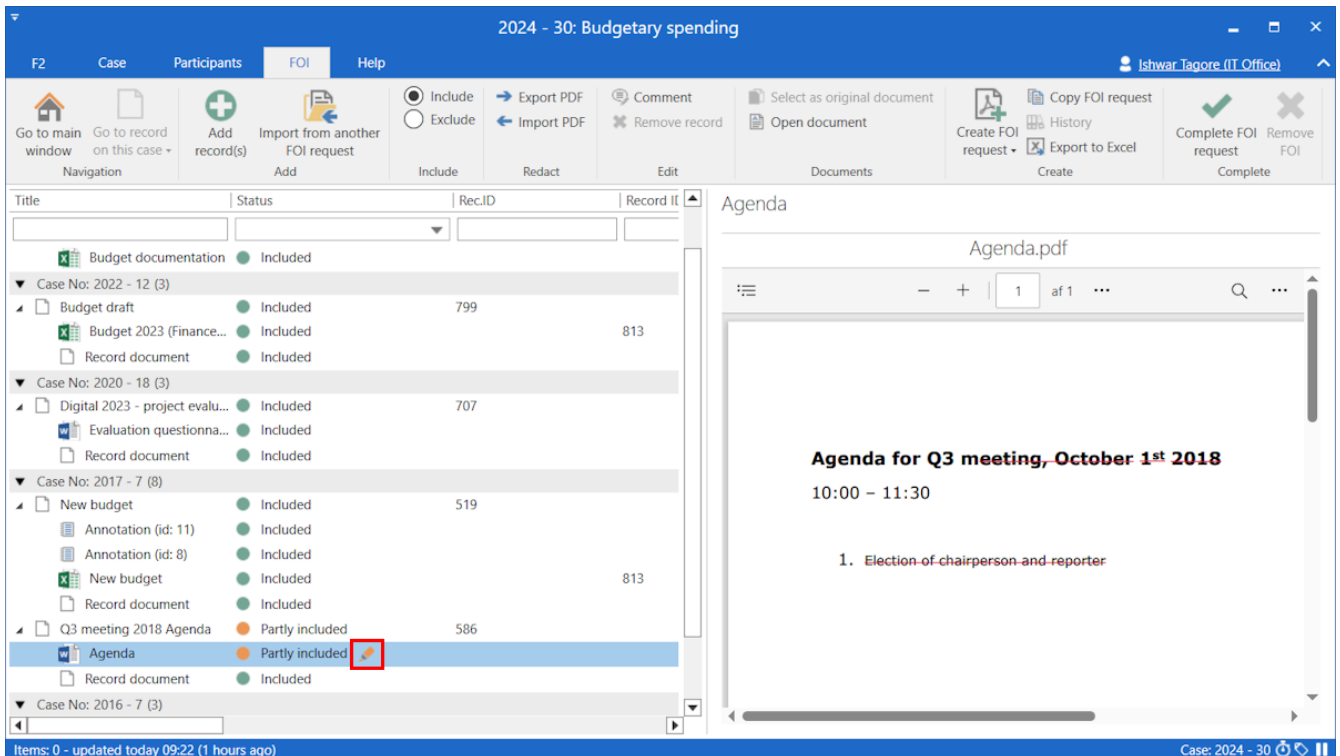 2024 - 30: Budgetary spending
F2 Case Participants FOI Help
Ishwar Tagore (IT Office)
Go to main window
Go to record on this case
Navigation
Add record(s)
Import from another FOI request
Add
Include
Exclude
Include
Export PDF
Import PDF
Redact
Comment
Remove record
Edit
Select as original document
Open document
Documents
Create FOI request
Copy FOI request
History
Export to Excel
Create
Complete FOI request
Remove FOI
Complete
Title Status Rec.ID Record
Budget documentation Included
Case No: 2022 - 12 (3)
Budget draft Included 799
Budget 2023 (Finance... Included 813
Record document Included
Case No: 2020 - 18 (3)
Digital 2023 - project evalu... Included 707
Evaluation questionna... Included
Record document Included
Case No: 2017 - 7 (8)
New budget Included 519
Annotation (id: 11) Included
Annotation (id: 8) Included
New budget Included 813
Record document Included
Q3 meeting 2018 Agenda Partly included 586
Agenda Partly included
Record document Included
Case No: 2016 - 7 (3)
Agenda
Agenda.pdf
1 af 1
Agenda for Q3 meeting, October 1st 2018
10:00 – 11:30
1. Election of chairperson and reporter
Items: 0 - updated today 09:22 (1 hours ago)
Case: 2024 - 30